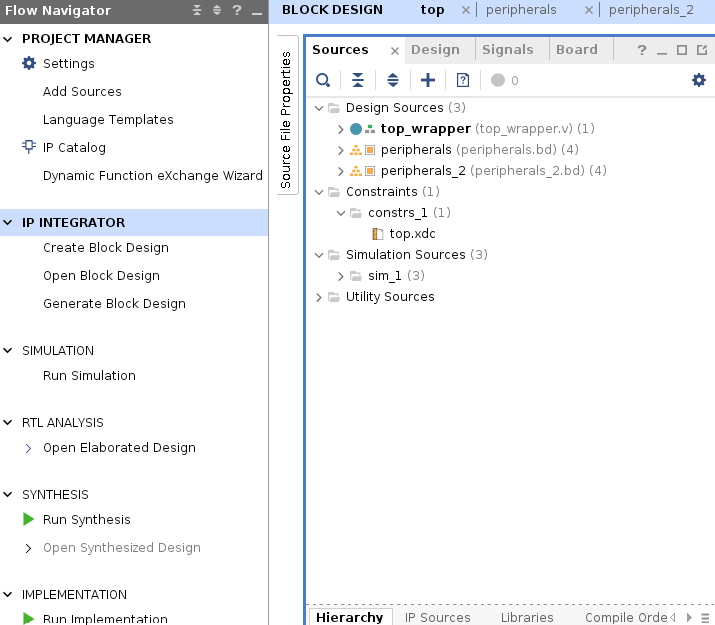 Flow Navigator ?
PROJECT MANAGER
Settings
Add Sources
Language Templates
IP Catalog
Dynamic Function eXchange Wizard
IP INTEGRATOR
Create Block Design
Open Block Design
Generate Block Design
SIMULATION
Run Simulation
RTL ANALYSIS
Open Elaborated Design
SYNTHESIS
Run Synthesis
Open Synthesized Design
IMPLEMENTATION
Run Implementation
BLOCK DESIGN top peripherals peripherals_2
Source File Properties
Sources Design Signals Board ?
? 0
Design Sources (3)
top_wrapper (top_wrapper.v) (1)
peripherals (peripherals.bd) (4)
peripherals_2 (peripherals_2.bd) (4)
Constraints (1)
constrs_1 (1)
top.xdc
Simulation Sources (3)
sim_1 (3)
Utility Sources
Hierarchy IP Sources Libraries Compile Orde